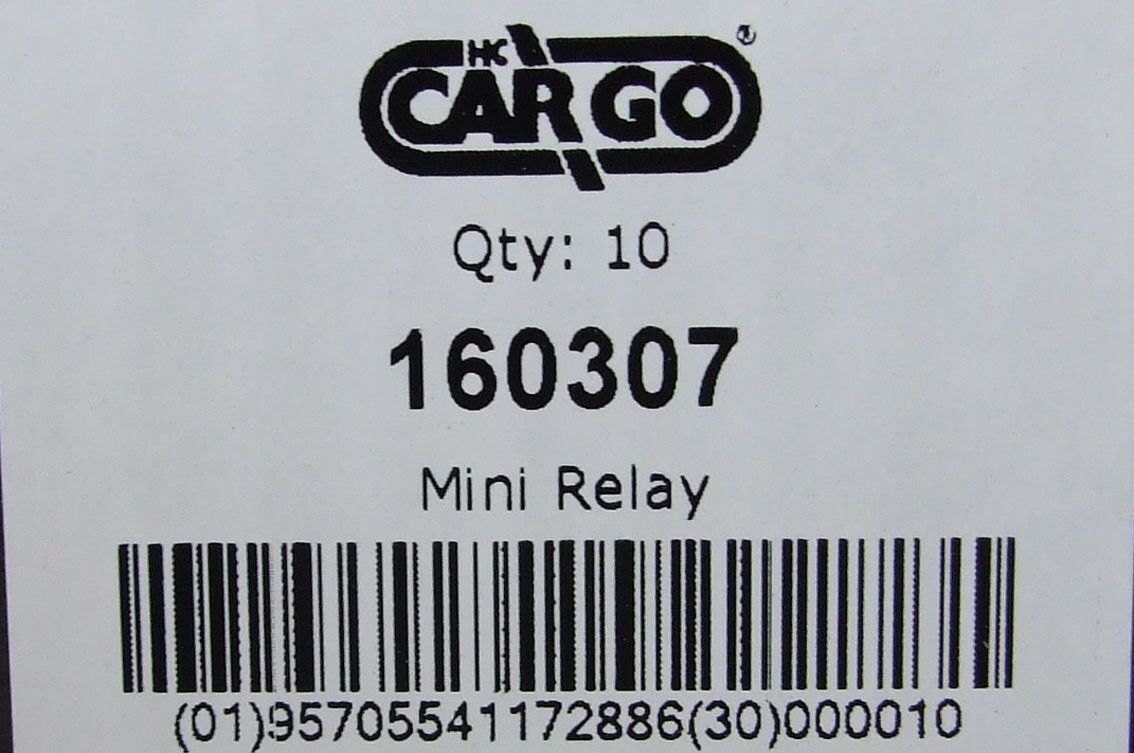 HC
CARGO®
Qty: 10
160307
Mini Relay
(01)95705541172886(30)000010